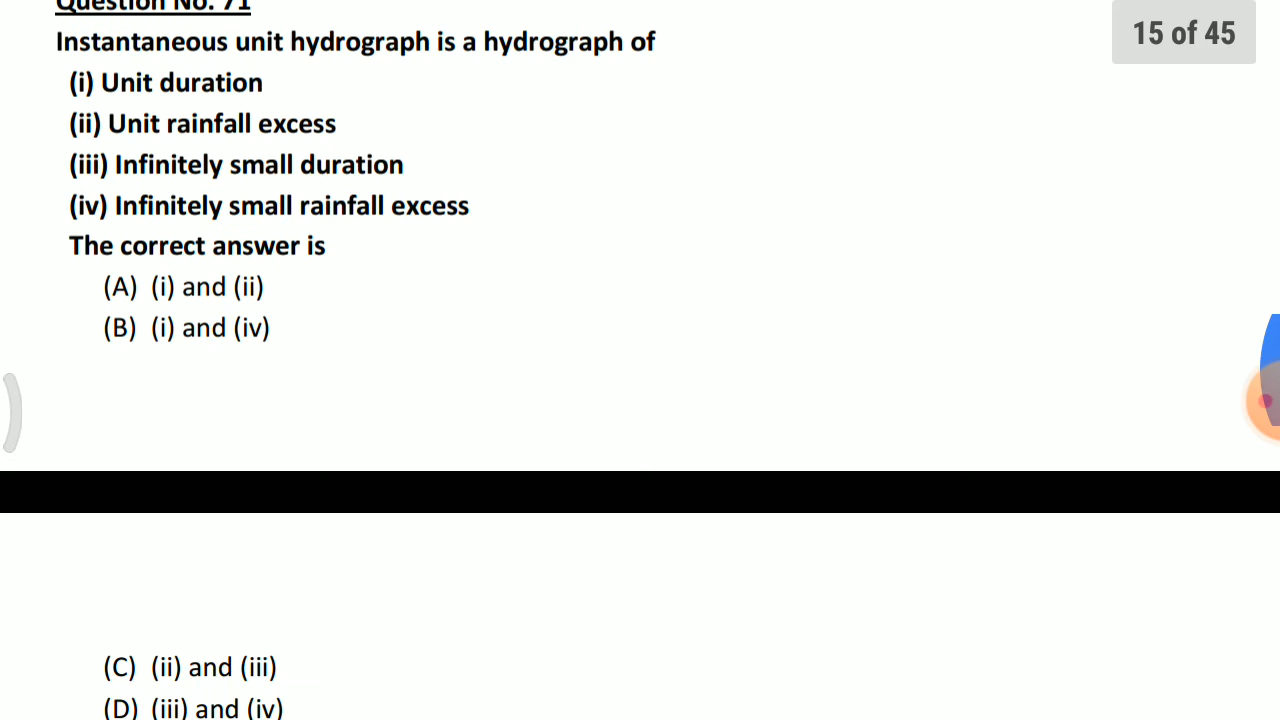 Question No. 71
15 of 45
Instantaneous unit hydrograph is a hydrograph of
(i) Unit duration
(ii) Unit rainfall excess
(iii) Infinitely small duration
(iv) Infinitely small rainfall excess
The correct answer is
(A) (i) and (ii)
(B) (i) and (iv)
(C) (ii) and (iii)
(D) (iii) and (iv)